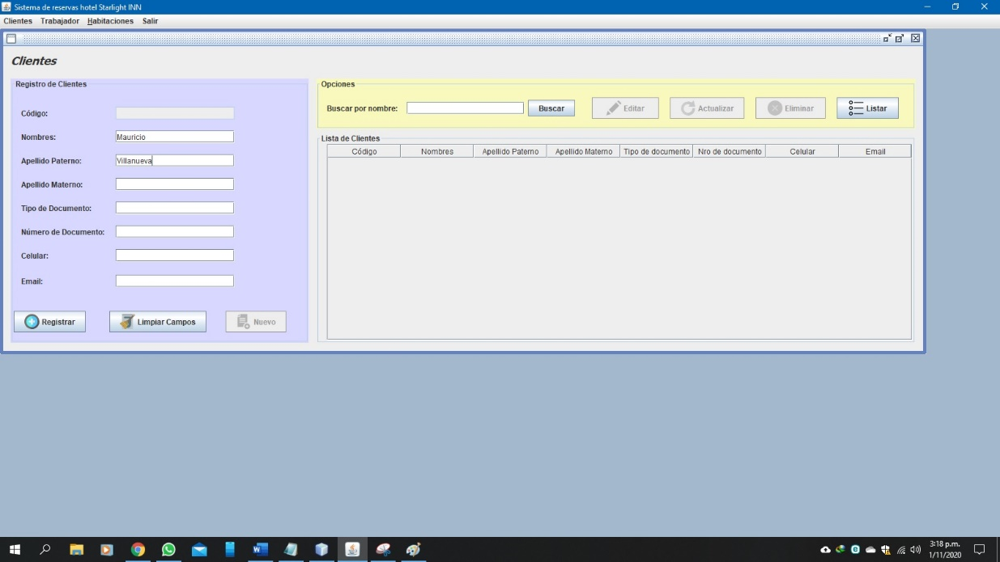 Sistema de reservas hotel Starlight INN
Clientes Trabajador Habitaciones Salir
Clientes
Registro de Clientes
Código:
Nombres: Mauricio
Apellido Paterno: Villanueva
Apellido Materno:
Tipo de Documento:
Número de Documento:
Celular:
Email:
Registrar Limpiar Campos Nuevo
Opciones
Buscar por nombre: Buscar Editar Actualizar Eliminar Listar
Lista de Clientes
Código Nombres Apellido Paterno Apellido Materno Tipo de documento Nro de documento Celular Email
3:18 p.m.
1/11/2020